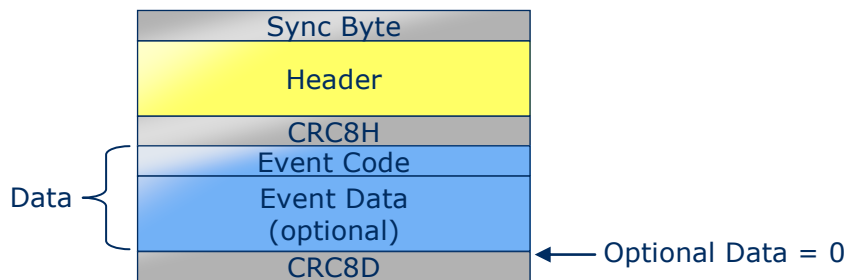 Sync Byte
Header
CRC8H
Event Code
Data
Event Data
(optional)
Optional Data = 0
CRC8D